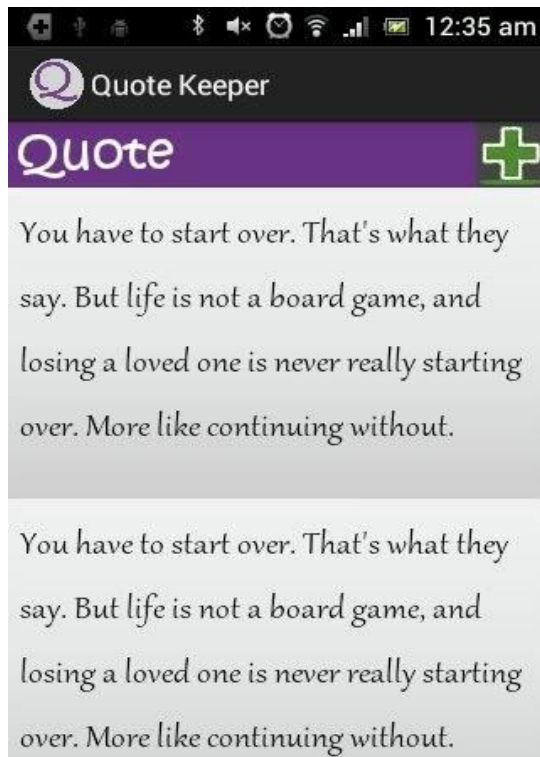 12:35 am
Quote Keeper
Quote
You have to start over. That's what they
say. But life is not a board game, and
losing a loved one is never really starting
over. More like continuing without.
You have to start over. That's what they
say. But life is not a board game, and
losing a loved one is never really starting
over. More like continuing without.